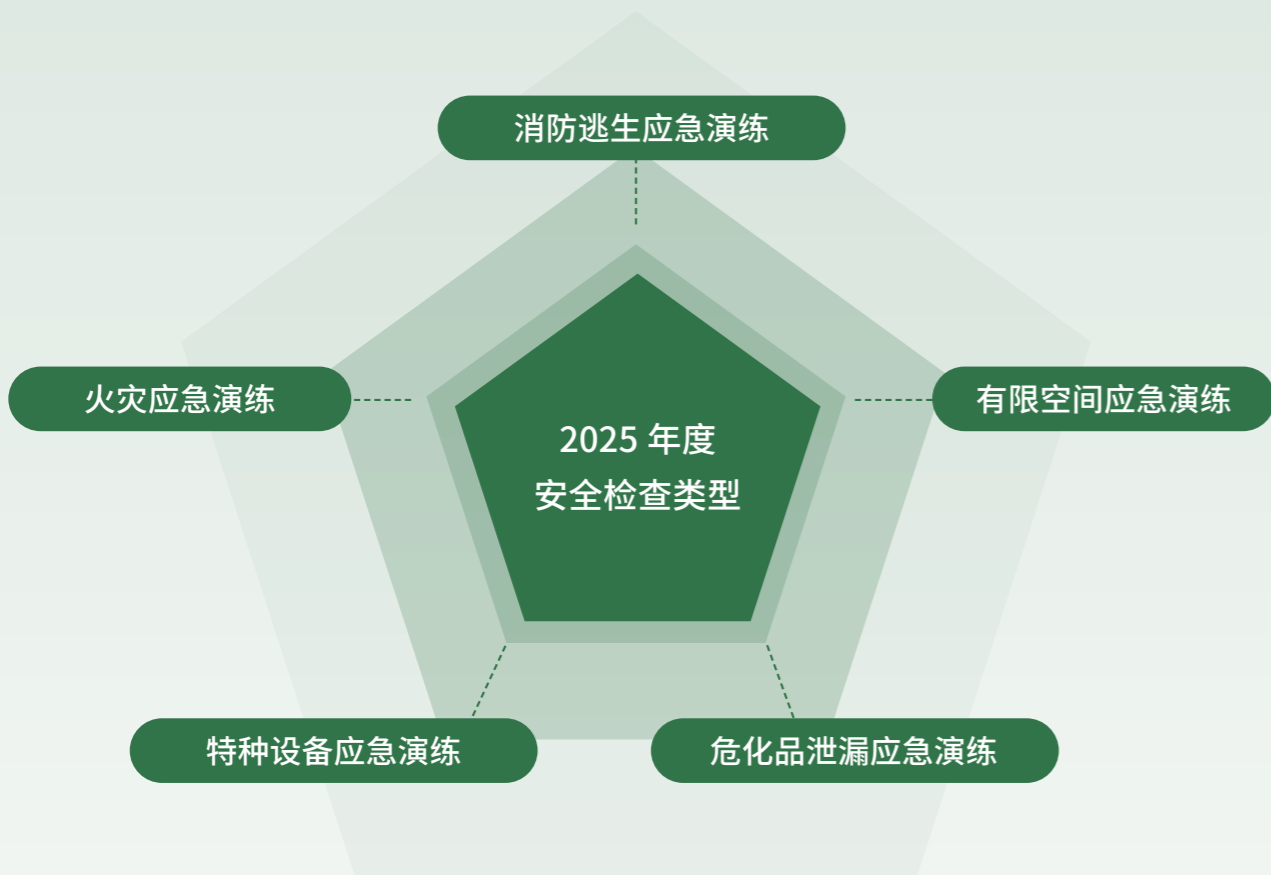 消防逃生应急演练
火灾应急演练
有限空间应急演练
2025 年度
安全检查类型
特种设备应急演练
危化品泄漏应急演练